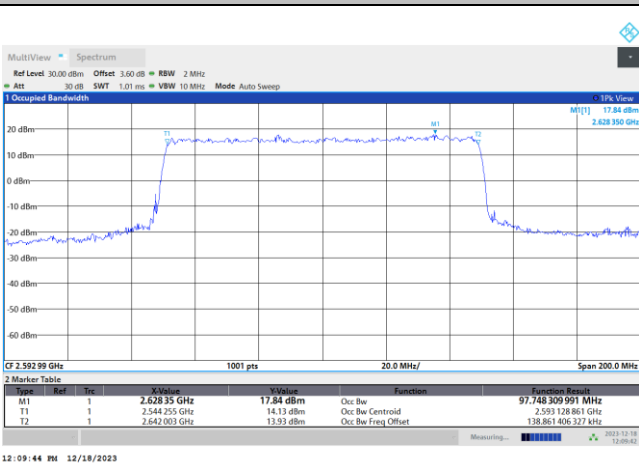 MultiView Spectrum
Ref Level 30.00 dBm Offset 3.60 dB RBW 2 MHz
Att 30 dB SWT 1.01 ms VBW 10 MHz Mode Auto Sweep
1 Occupied Bandwidth 1Pk View
M1[1] 17.84 dBm
2.628 350 GHz
M1
T1
T2
20 dBm
10 dBm
0 dBm
-10 dBm
-20 dBm
-30 dBm
-40 dBm
-50 dBm
-60 dBm
CF 2.592 99 GHz 1001 pts 20.0 MHz/ Span 200.0 MHz
2 Marker Table
Type Ref Trc X-Value Y-Value Function Function Result
M1 1 2.628 35 GHz 17.84 dBm Occ Bw 97.748 309 991 MHz
T1 1 2.544 255 GHz 14.13 dBm Occ Bw Centroid 2.593 128 861 GHz
T2 1 2.642 003 GHz 13.93 dBm Occ Bw Freq Offset 138.861 406 327 kHz
Measuring... 2023-12-18
12:09:42
12:09:44 PM 12/18/2023